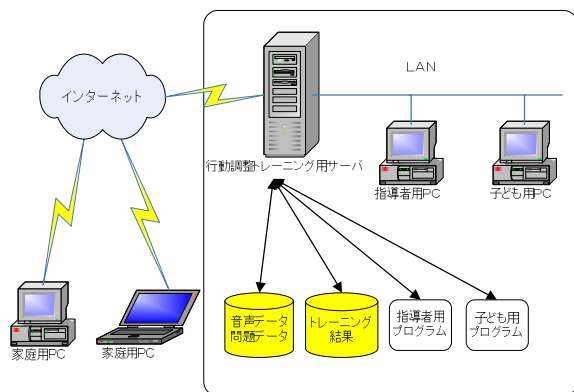 LAN
インターネット
行動調整トレーニング用サーバ
指導者用PC
子ども用PC
音声データ
問題データ
トレーニング
結果
指導者用
プログラム
子ども用
プログラム
家庭用PC
家庭用PC